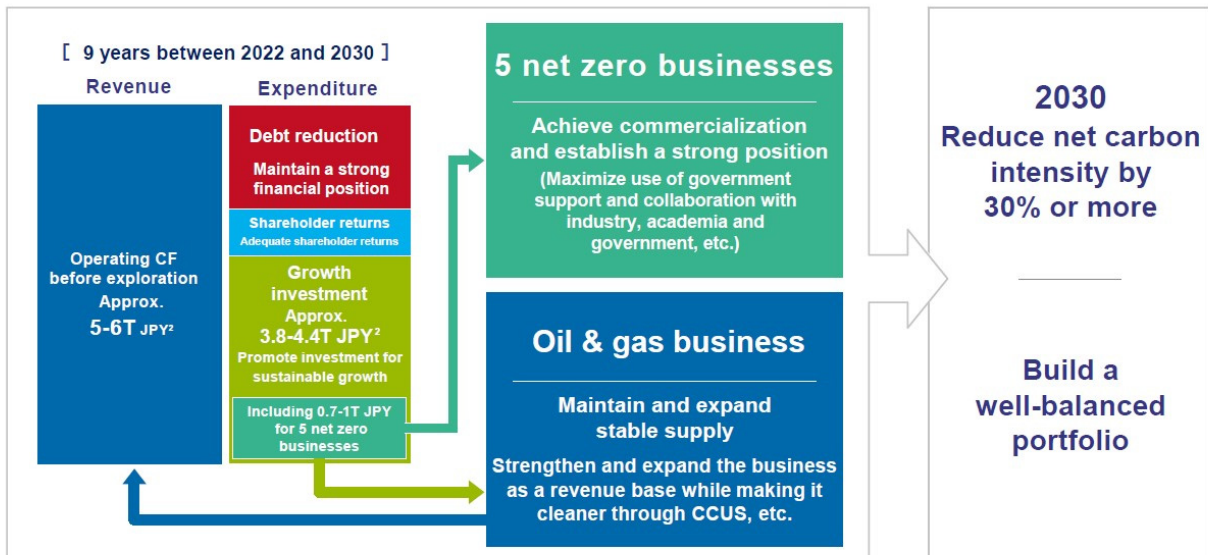 [ 9 years between 2022 and 2030 ]
Revenue
Expenditure
Operating CF
before exploration
Approx.
5-6T JPY²
Debt reduction
Maintain a strong
financial position
Shareholder returns
Adequate shareholder returns
Growth
investment
Approx.
3.8-4.4T JPY²
Promote investment for
sustainable growth
Including 0.7-1T JPY
for 5 net zero
businesses
5 net zero businesses
Achieve commercialization
and establish a strong position
(Maximize use of government
support and collaboration with
industry, academia and
government, etc.)
Oil & gas business
Maintain and expand
stable supply
Strengthen and expand the business
as a revenue base while making it
cleaner through CCUS, etc.
2030
Reduce net carbon
intensity by
30% or more
Build a
well-balanced
portfolio